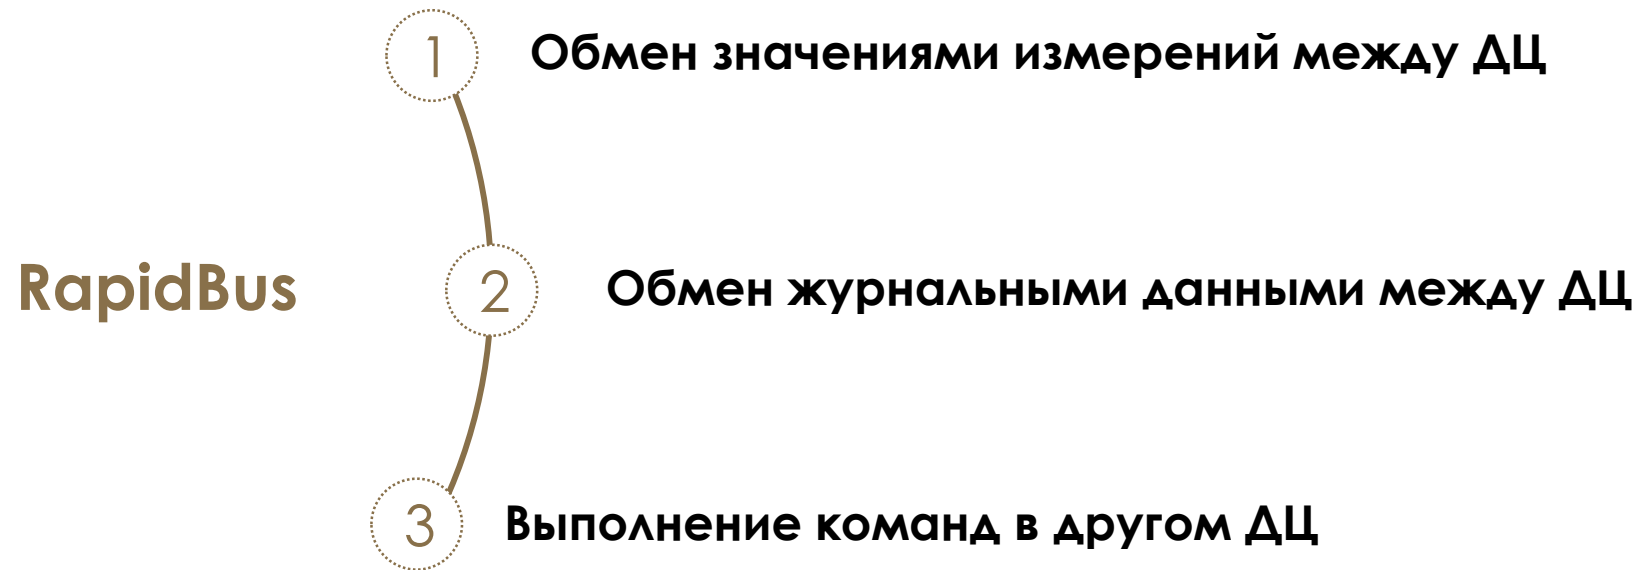 1
Обмен значениями измерений между ДЦ
RapidBus
2
Обмен журнальными данными между ДЦ
3
Выполнение команд в другом ДЦ